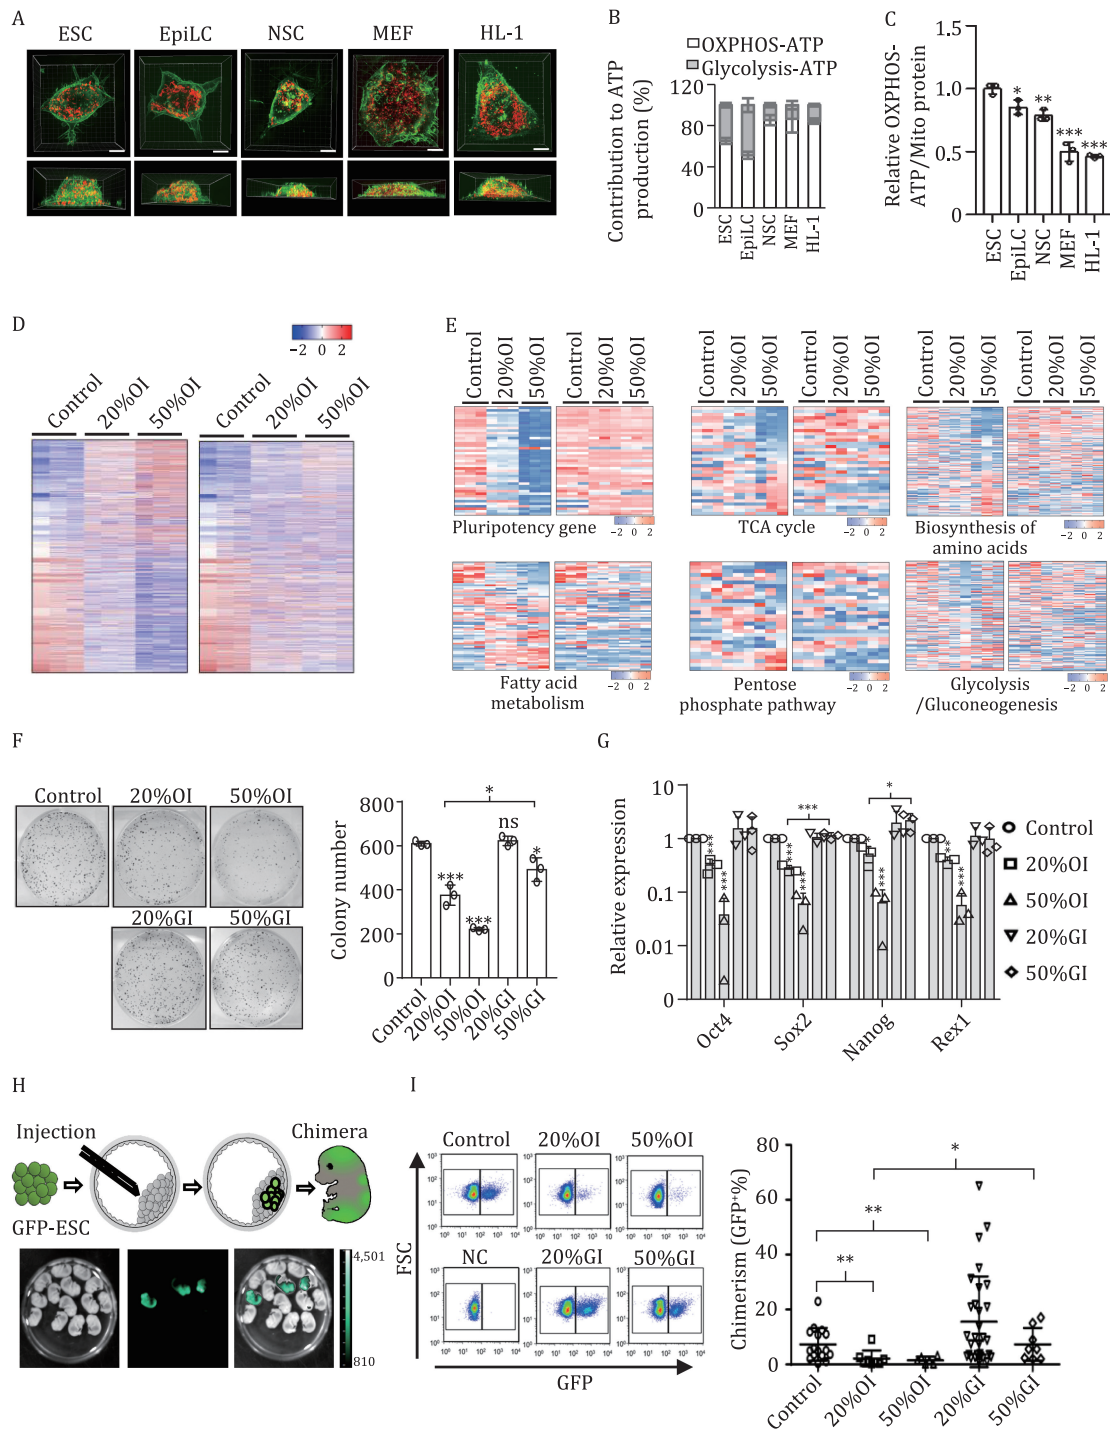 A
ESC EpiLC NSC MEF HL-1
B
OXPHOS-ATP
Glycolysis-ATP
Contribution to ATP
production (%)
120
80
40
0
ESC EpiLC NSC MEF HL-1
C
Relative OXPHOS-
ATP/Mito protein
1.5
1.0
0.5
0
* ** *** ***
ESC EpiLC NSC MEF HL-1
D
−2 0 2
Control 20%OI 50%OI Control 20%OI 50%OI
E
Control 20%OI 50%OI Control 20%OI 50%OI
Pluripotency gene
−2 0 2
Control 20%OI 50%OI Control 20%OI 50%OI
TCA cycle
−2 0 2
Control 20%OI 50%OI Control 20%OI 50%OI
Biosynthesis of
amino acids
−2 0 2
Fatty acid
metabolism
−2 0 2
Pentose
phosphate pathway
−2 0 2
Glycolysis
/Gluconeogenesis
−2 0 2
F
Control 20%OI 50%OI
20%GI 50%GI
Colony number
800
600
400
200
0
*
*** *** ns *
Control 20%OI 50%OI 20%GI 50%GI
G
Relative expression
10
1
0.1
0.01
0
*** *
Oct4 Sox2 Nanog Rex1
Control
20%OI
50%OI
20%GI
50%GI
H
Injection Chimera
GFP-ESC
4,501
810
I
Control 20%OI 50%OI
NC 20%GI 50%GI
FSC
GFP
10³
10²
10¹
10⁰
10⁰ 10¹ 10² 10³ 10⁴
Chimerism (GFP⁺%)
80
60
40
20
0
*
**
**
Control 20%OI 50%OI 20%GI 50%GI